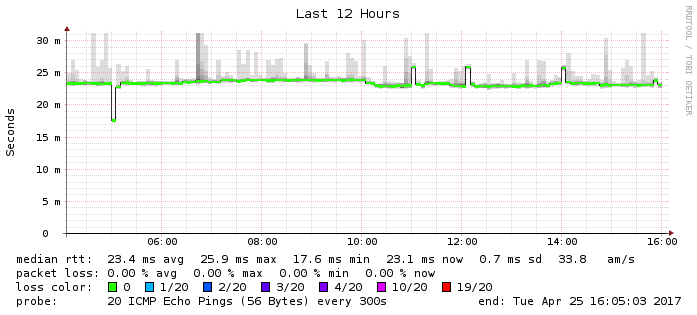 Last 12 Hours
RRDTOOL / TOBI OETIKER
Seconds
30 m
25 m
20 m
15 m
10 m
5 m
0
06:00 08:00 10:00 12:00 14:00 16:00
median rtt: 23.4 ms avg 25.9 ms max 17.6 ms min 23.1 ms now 0.7 ms sd 33.8 am/s
packet loss: 0.00 % avg 0.00 % max 0.00 % min 0.00 % now
loss color: 0 1/20 2/20 3/20 4/20 10/20 19/20
probe: 20 ICMP Echo Pings (56 Bytes) every 300s end: Tue Apr 25 16:05:03 2017